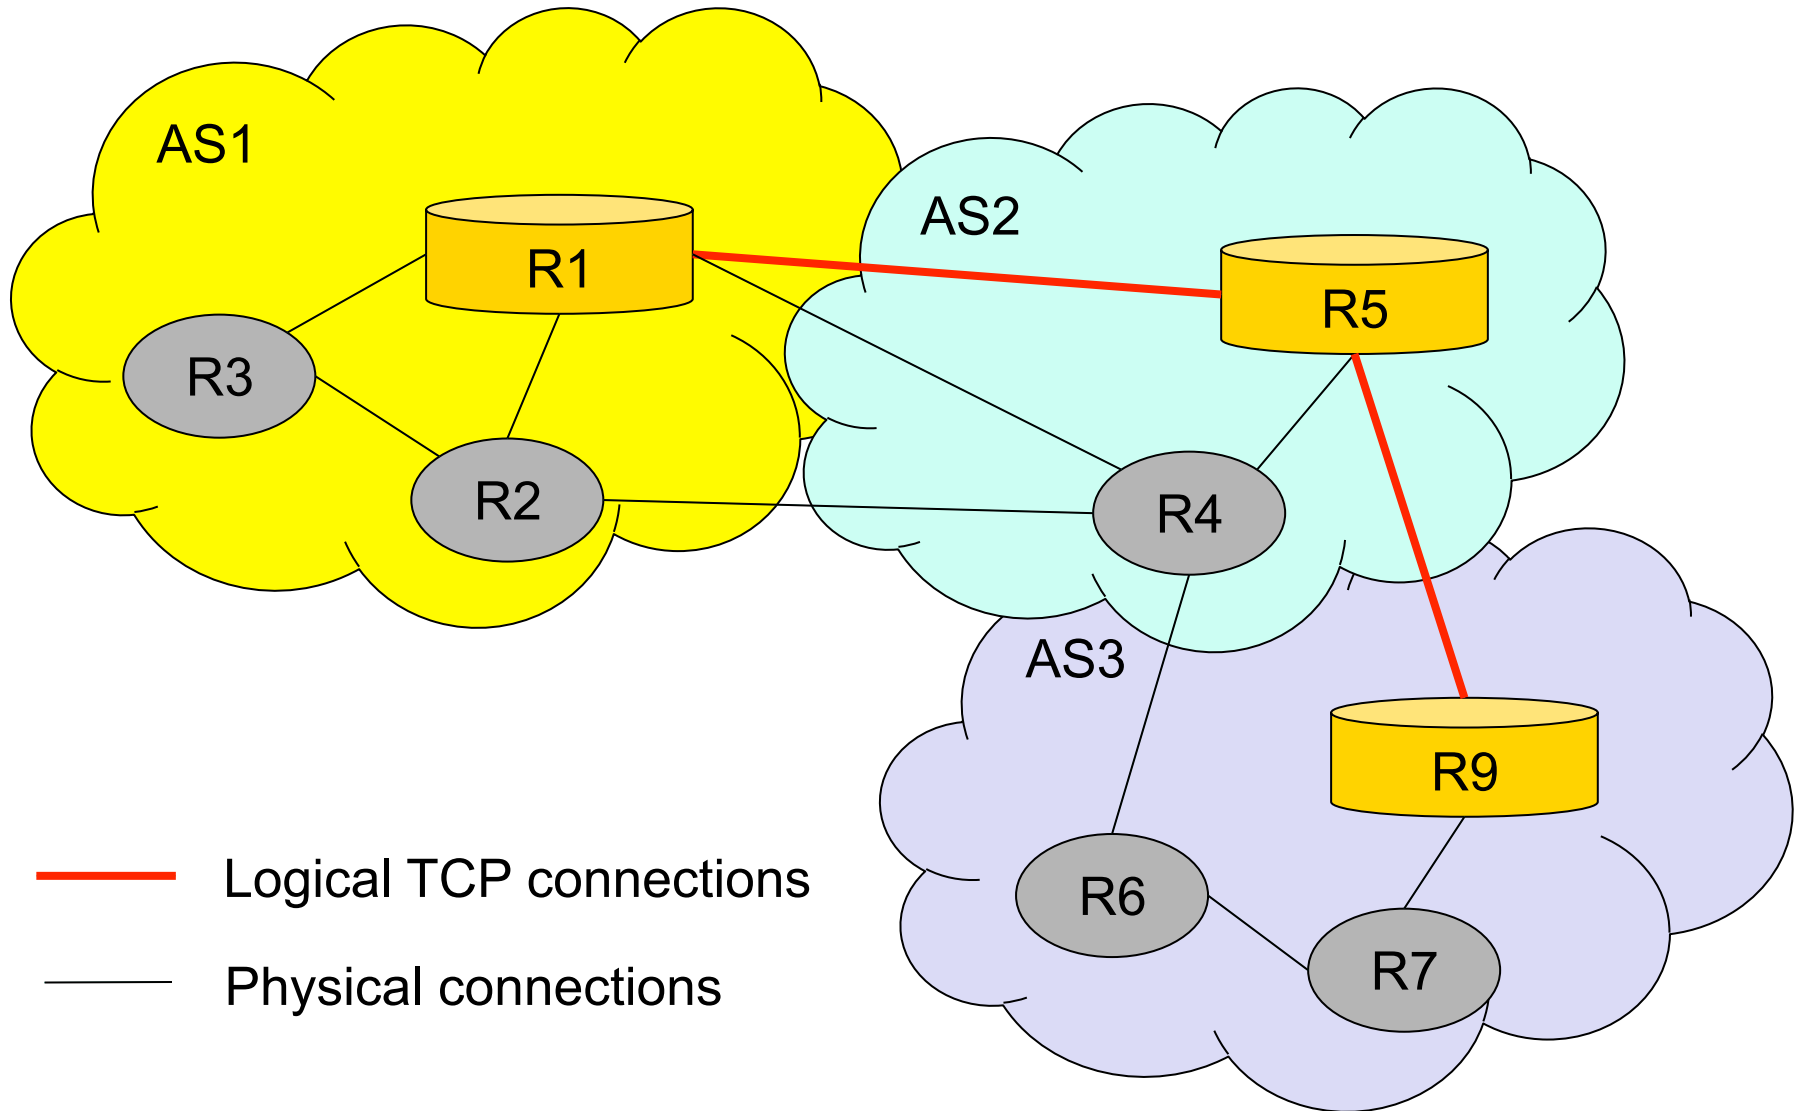 AS1
AS2
R1
R5
R3
R2
R4
AS3
R9
Logical TCP connections
R6
R7
Physical connections